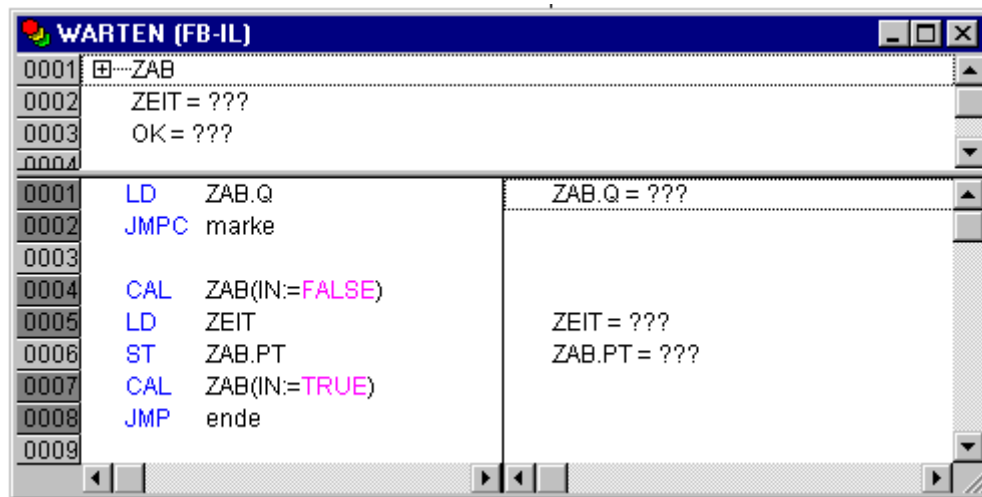 WARTEN (FB-IL)
0001 ZAB
0002 ZEIT = ???
0003 OK = ???
0004
0001 LD ZAB.Q ZAB.Q = ???
0002 JMPC marke
0003
0004 CAL ZAB(IN:=FALSE)
0005 LD ZEIT ZEIT = ???
0006 ST ZAB.PT ZAB.PT = ???
0007 CAL ZAB(IN:=TRUE)
0008 JMP ende
0009